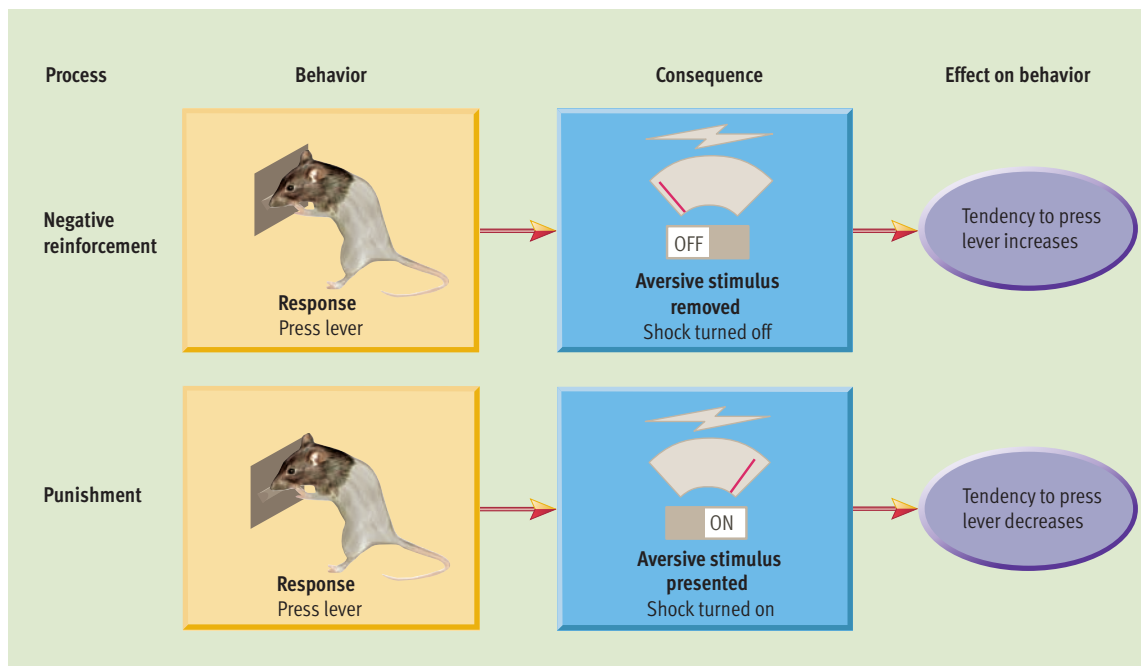 Process
Behavior
Consequence
Effect on behavior
Negative
reinforcement
Response
Press lever
OFF
Aversive stimulus
removed
Shock turned off
Tendency to press
lever increases
Punishment
Response
Press lever
ON
Aversive stimulus
presented
Shock turned on
Tendency to press
lever decreases